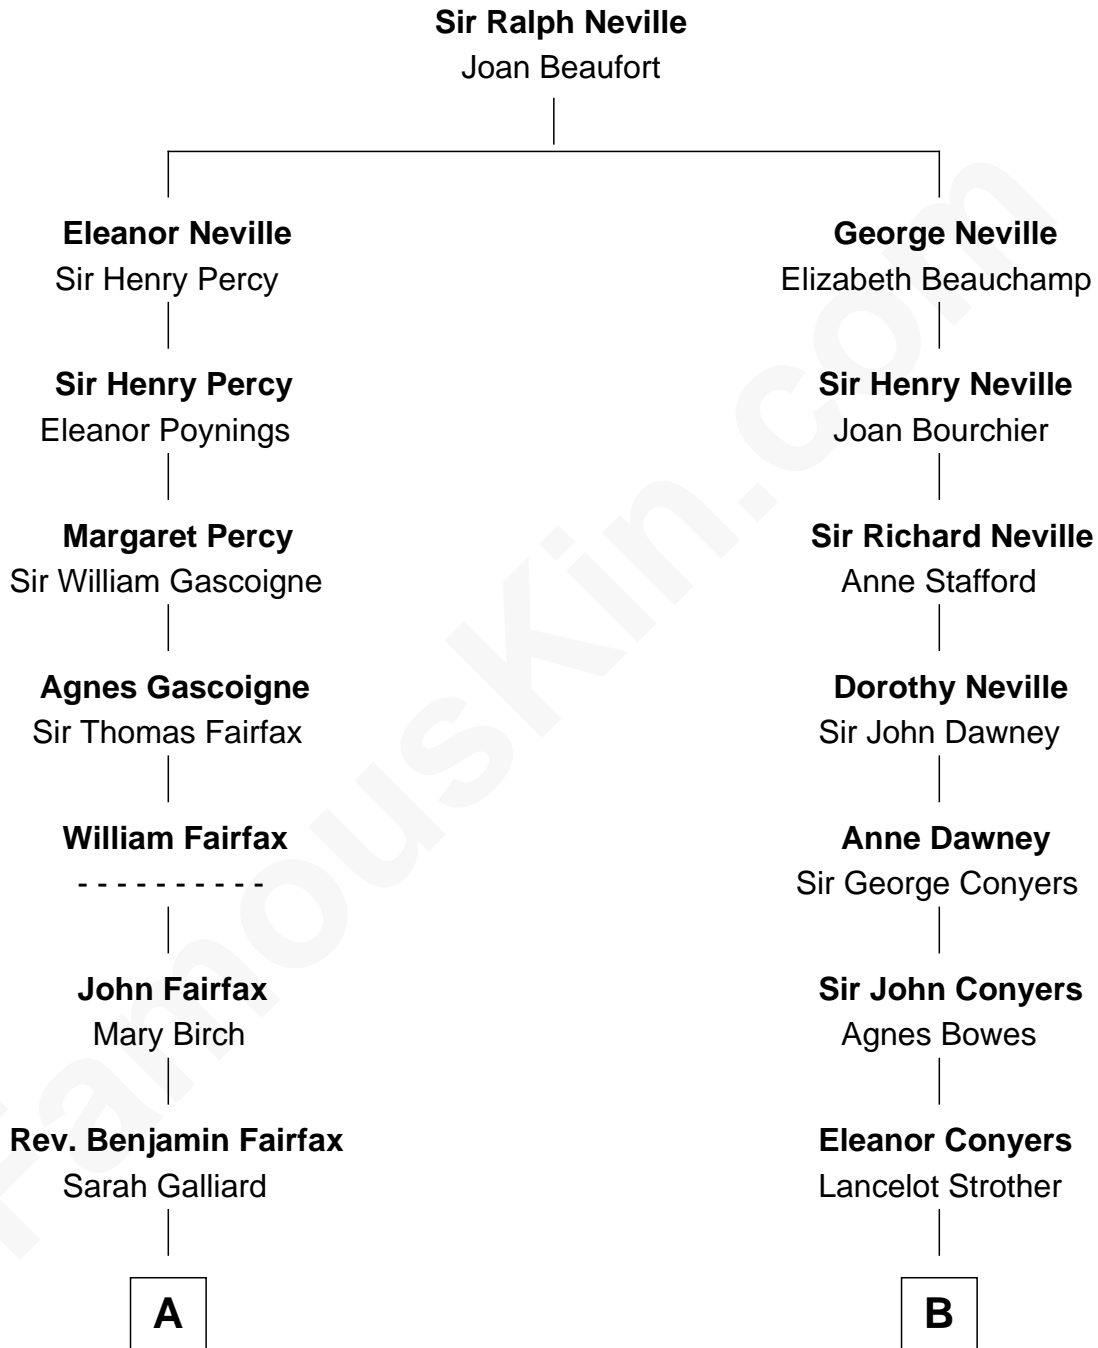 Sir Ralph Neville
Joan Beaufort
Eleanor Neville
Sir Henry Percy
George Neville
Elizabeth Beauchamp
Sir Henry Percy
Eleanor Poynings
Sir Henry Neville
Joan Bourchier
Margaret Percy
Sir William Gascoigne
Sir Richard Neville
Anne Stafford
Agnes Gascoigne
Sir Thomas Fairfax
Dorothy Neville
Sir John Dawney
William Fairfax
- - - - - - - - - -
Anne Dawney
Sir George Conyers
John Fairfax
Mary Birch
Sir John Conyers
Agnes Bowes
Rev. Benjamin Fairfax
Sarah Galliard
Eleanor Conyers
Lancelot Strother
A
B
FamousKin.com